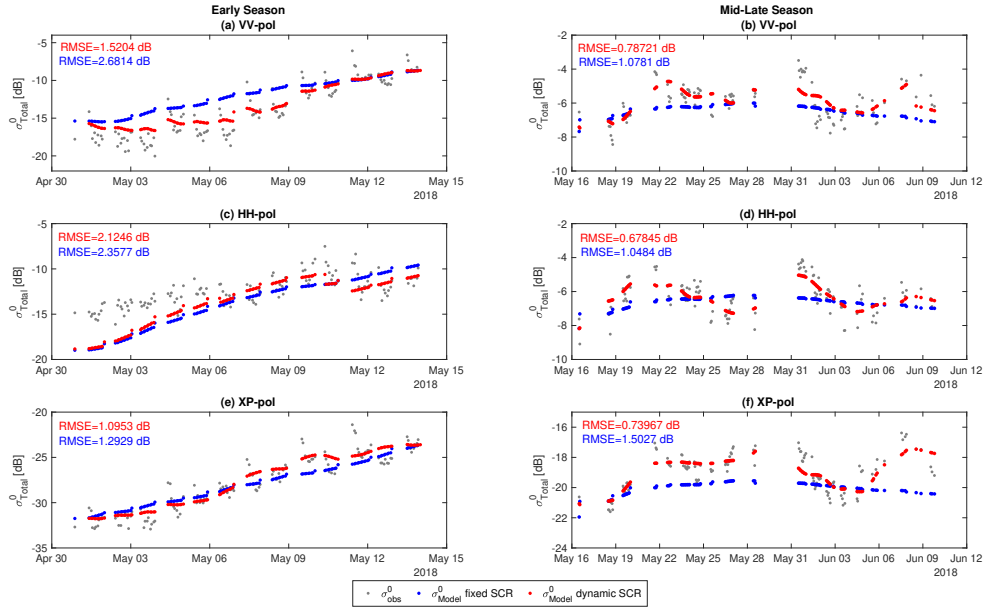 Early Season
(a) VV-pol
RMSE=1.5204 dB
RMSE=2.6814 dB
σ⁰Total [dB]
-5
-10
-15
-20
Apr 30
May 03
May 06
May 09
May 12
May 15
2018
Mid-Late Season
(b) VV-pol
RMSE=0.78721 dB
RMSE=1.0781 dB
σ⁰Total [dB]
-2
-4
-6
-8
-10
May 16
May 19
May 22
May 25
May 28
May 31
Jun 03
Jun 06
Jun 09
Jun 12
2018
(c) HH-pol
RMSE=2.1246 dB
RMSE=2.3577 dB
σ⁰Total [dB]
-5
-10
-15
-20
Apr 30
May 03
May 06
May 09
May 12
May 15
2018
(d) HH-pol
RMSE=0.67845 dB
RMSE=1.0484 dB
σ⁰Total [dB]
-2
-4
-6
-8
-10
May 16
May 19
May 22
May 25
May 28
May 31
Jun 03
Jun 06
Jun 09
Jun 12
2018
(e) XP-pol
RMSE=1.0953 dB
RMSE=1.2929 dB
σ⁰Total [dB]
-20
-25
-30
-35
Apr 30
May 03
May 06
May 09
May 12
May 15
2018
(f) XP-pol
RMSE=0.73967 dB
RMSE=1.5027 dB
σ⁰Total [dB]
-16
-18
-20
-22
-24
May 16
May 19
May 22
May 25
May 28
May 31
Jun 03
Jun 06
Jun 09
Jun 12
2018
σ⁰obs σ⁰Model fixed SCR σ⁰Model dynamic SCR